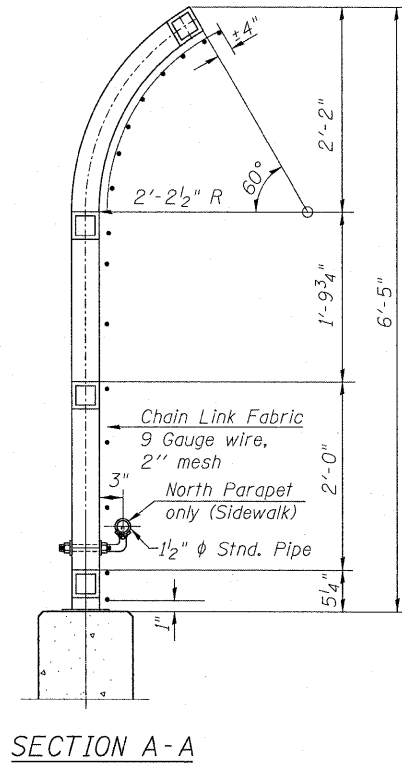 ±4"
2'-2"
60°
2'-2½" R
1'-9¾"
6'-5"
Chain Link Fabric
9 Gauge wire,
2" mesh
3"
2'-0"
North Parapet
only (Sidewalk)
1½" ϕ Stnd. Pipe
5¼"
1"
SECTION A-A